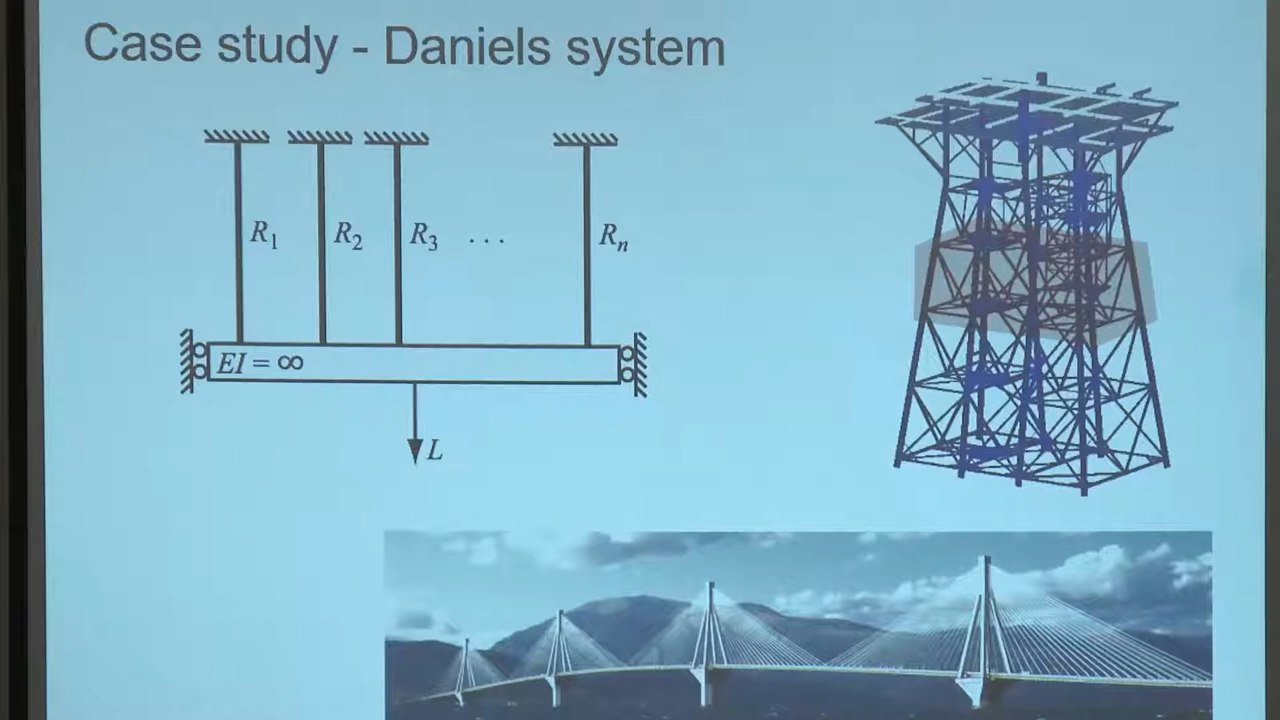 Case study - Daniels system
R₁ R₂ R₃ ... Rₙ
EI = ∞
L